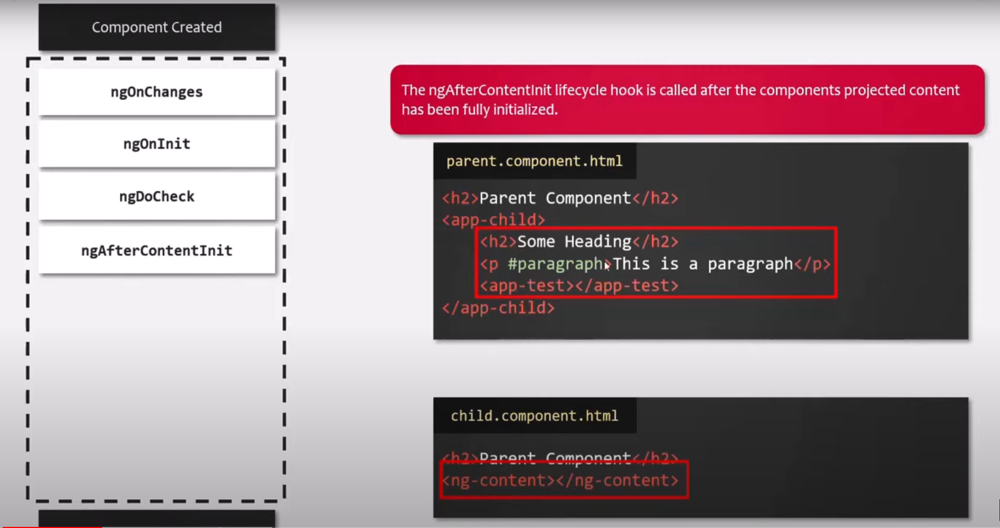 Component Created
ngOnChanges
ngOnInit
ngDoCheck
ngAfterContentInit
The ngAfterContentInit lifecycle hook is called after the components projected content
has been fully initialized.
parent.component.html
<h2>Parent Component</h2>
<app-child>
<h2>Some Heading</h2>
<p #paragraph>This is a paragraph</p>
<app-test></app-test>
</app-child>
child.component.html
<h2>Parent Component</h2>
<ng-content></ng-content>